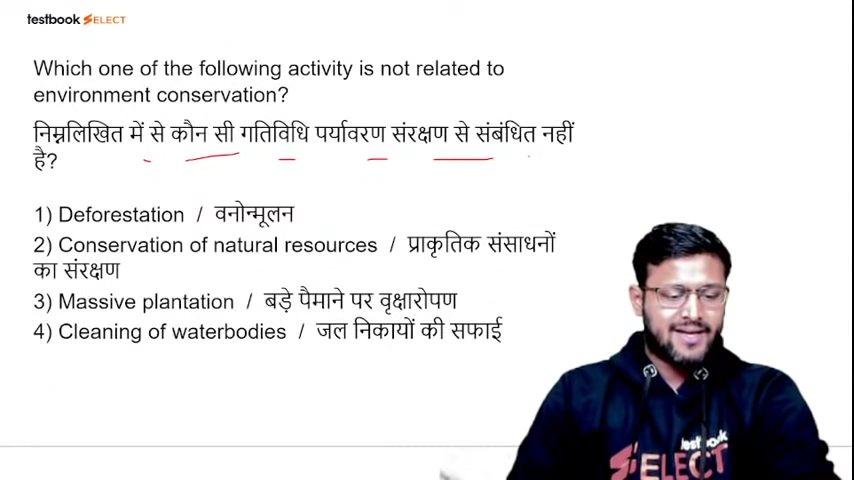 testbook SELECT
Which one of the following activity is not related to
environment conservation?
निम्नलिखित में से कौन सी गतिविधि पर्यावरण संरक्षण से संबंधित नहीं
है?
1) Deforestation / वनोन्मूलन
2) Conservation of natural resources / प्राकृतिक संसाधनों
का संरक्षण
3) Massive plantation / बड़े पैमाने पर वृक्षारोपण
4) Cleaning of waterbodies / जल निकायों की सफाई
testbook
SELECT